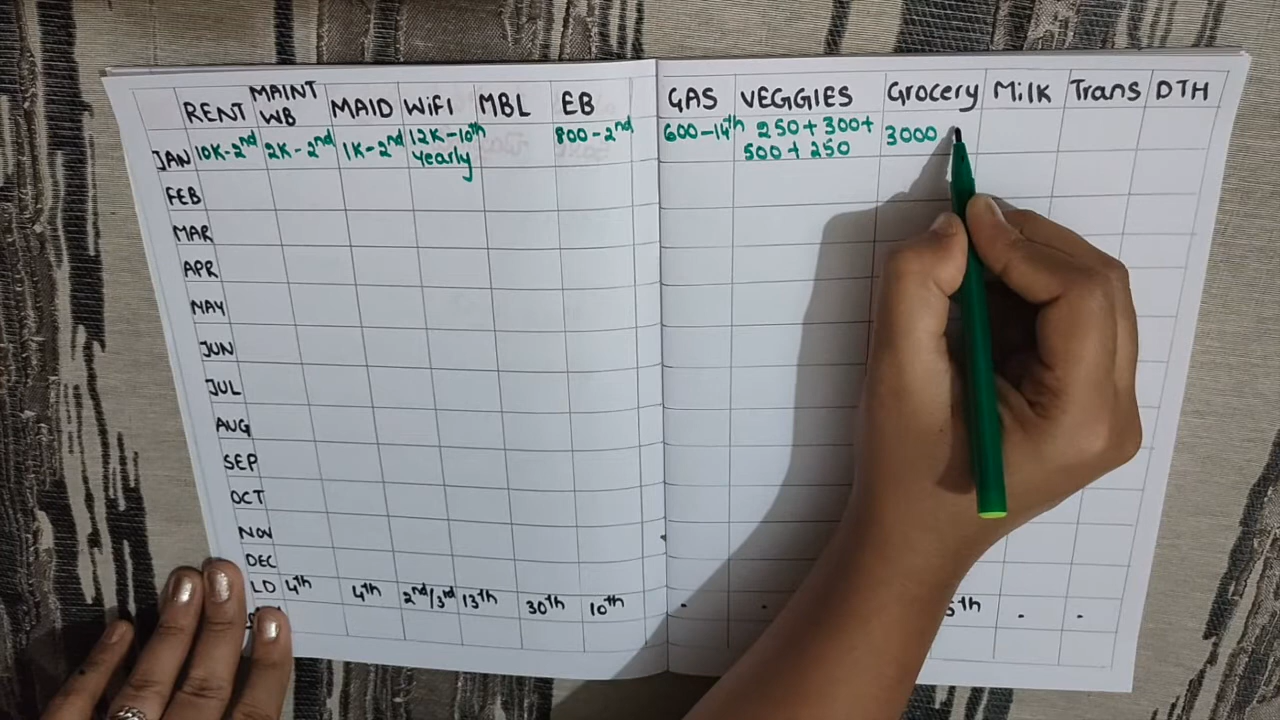 RENT MAINT WB MAID WiFI MBL EB GAS VEGGIES Grocery Milk Trans DTH
JAN 10K-2nd 2K-2nd 1K-2nd 12K-10th yearly 800-2nd 600-14th 250+300+ 500+250 3000
FEB
MAR
APR
MAY
JUN
JUL
AUG
SEP
OCT
NOV
DEC
LD 4th 4th 2nd/3rd 13th 30th 10th . . . .